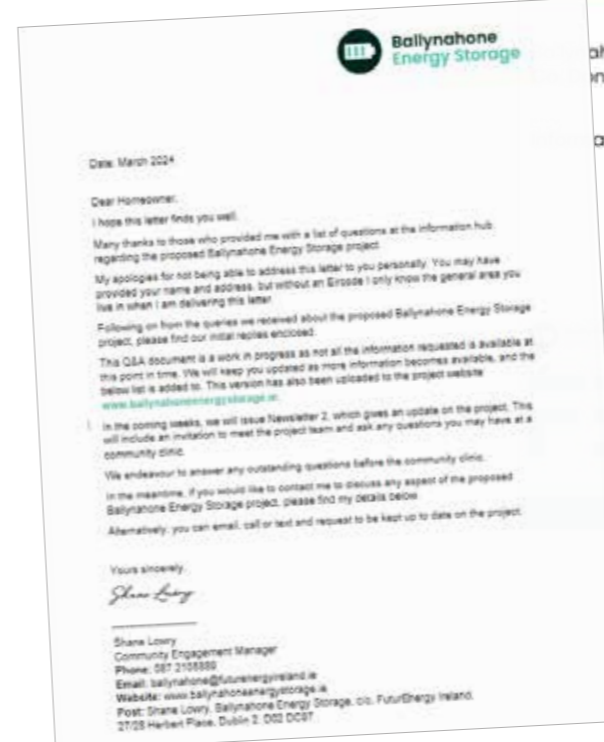 Ballynahone
Energy Storage
Date: March 2024
Dear Homeowner,
I hope this letter finds you well.
Many thanks to those who provided me with a list of questions at the information hub
regarding the proposed Ballynahone Energy Storage project.
My apologies for not being able to address this letter to you personally. You may have
provided your name and address, but without an Eircode I only know the general area you
live in when I am delivering this letter.
Following on from the queries we received about the proposed Ballynahone Energy Storage
project, please find our initial replies enclosed.
This Q&A document is a work in progress as not all the information requested is available at
this point in time. We will keep you updated as more information becomes available, and the
below list is added to. This version has also been uploaded to the project website
www.ballynahoneenergystorage.ie.
In the coming weeks, we will issue Newsletter 2, which gives an update on the project. This
will include an invitation to meet the project team and ask any questions you may have at a
community clinic.
We endeavour to answer any outstanding questions before the community clinic.
In the meantime, if you would like to contact me to discuss any aspect of the proposed
Ballynahone Energy Storage project, please find my details below.
Alternatively, you can email, call or text and request to be kept up to date on the project.
Yours sincerely,
Shane Lowry
Shane Lowry
Community Engagement Manager
Phone: 087
Email: ballynahone@futurenergyireland.ie
Website: www.ballynahoneenergystorage.ie
Post: Shane Lowry, Ballynahone Energy Storage, c/o, FuturEnergy Ireland,
27/28 Herbert Place, Dublin 2, D02 DC97